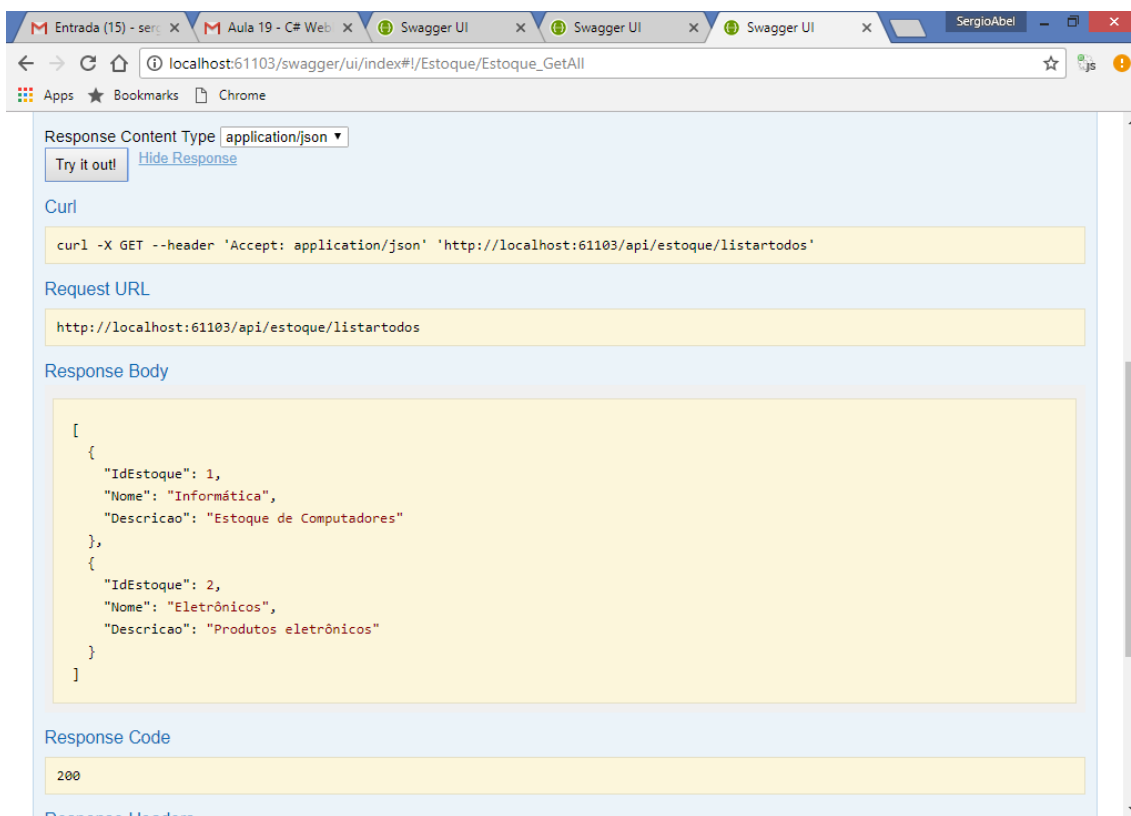 Entrada (15) - serg
Aula 19 - C# Web
Swagger UI
Swagger UI
Swagger UI
SergioAbel
localhost:61103/swagger/ui/index#!/Estoque/Estoque_GetAll
js
Apps Bookmarks Chrome
Response Content Type application/json
Try it out! Hide Response
Curl
curl -X GET --header 'Accept: application/json' 'http://localhost:61103/api/estoque/listartodos'
Request URL
http://localhost:61103/api/estoque/listartodos
Response Body
[
{
"IdEstoque": 1,
"Nome": "Informática",
"Descricao": "Estoque de Computadores"
},
{
"IdEstoque": 2,
"Nome": "Eletrônicos",
"Descricao": "Produtos eletrônicos"
}
]
Response Code
200
Response Headers